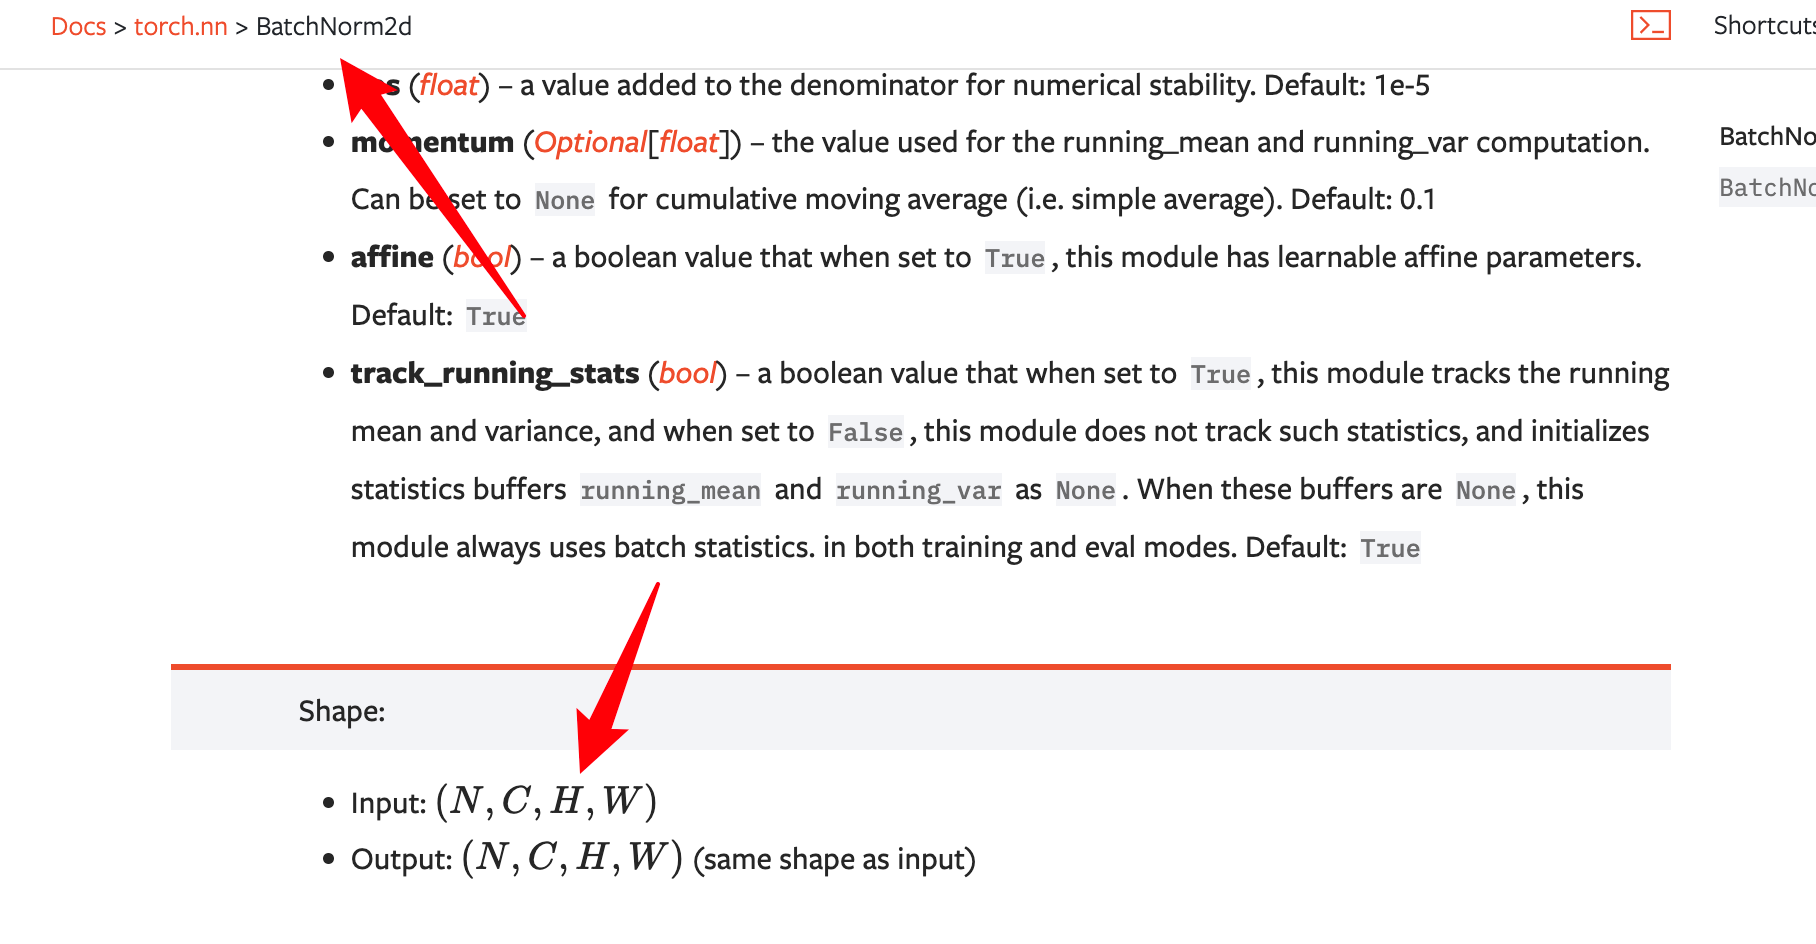 Docs > torch.nn > BatchNorm2d
Shortcuts
(float) – a value added to the denominator for numerical stability. Default: 1e-5
momentum (Optional[float]) – the value used for the running_mean and running_var computation.
BatchNo
Can be set to None for cumulative moving average (i.e. simple average). Default: 0.1
BatchNo
affine (bool) – a boolean value that when set to True, this module has learnable affine parameters.
Default: True
track_running_stats (bool) – a boolean value that when set to True, this module tracks the running
mean and variance, and when set to False, this module does not track such statistics, and initializes
statistics buffers running_mean and running_var as None. When these buffers are None, this
module always uses batch statistics. in both training and eval modes. Default: True
Shape:
Input: (N, C, H, W)
Output: (N, C, H, W) (same shape as input)